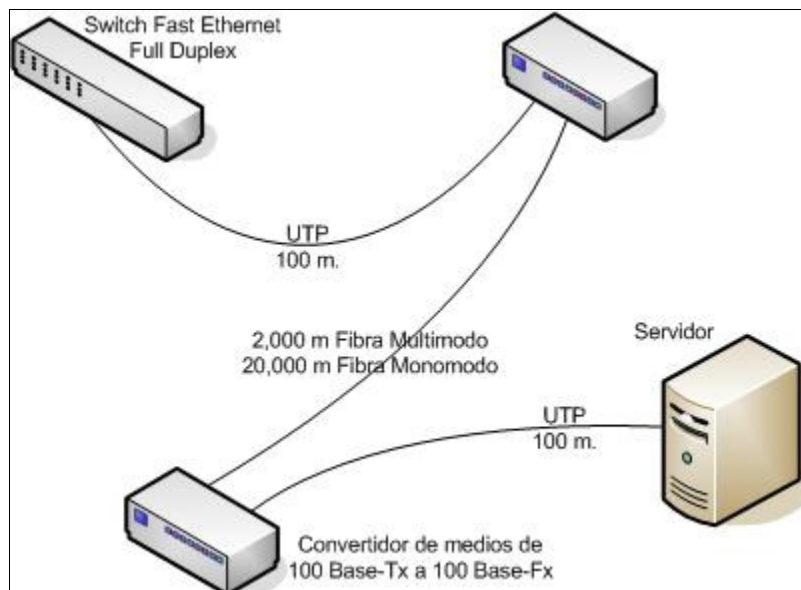 Switch Fast Ethernet
Full Duplex
UTP
100 m.
2,000 m Fibra Multimodo
20,000 m Fibra Monomodo
Servidor
UTP
100 m.
Convertidor de medios de
100 Base-Tx a 100 Base-Fx